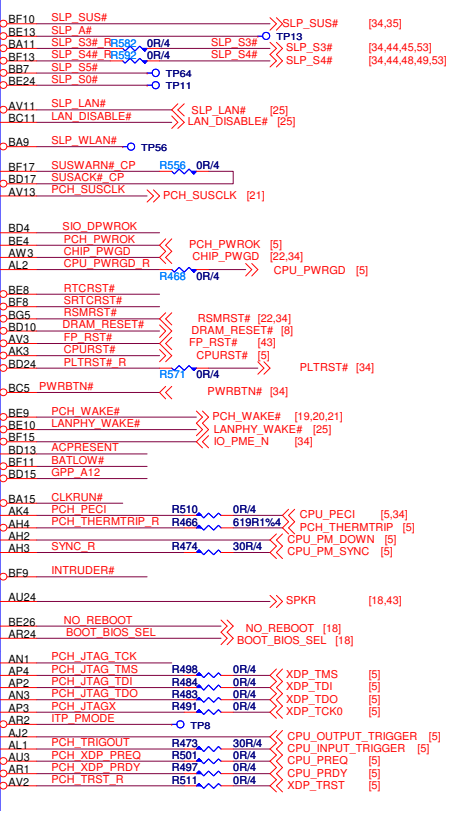 BF10 SLP_SUS# SLP_SUS# [34,35]
BE13 SLP_A# TP13
BA11 SLP_S3#_R R582 0R/4 SLP_S3# SLP_S3# [34,44,45,53]
BF13 SLP_S4#_R R592 0R/4 SLP_S4# SLP_S4# [34,44,48,49,53]
BB7 SLP_S5# TP64
BE24 SLP_S0# TP11
AV11 SLP_LAN# SLP_LAN# [25]
BC11 LAN_DISABLE# LAN_DISABLE# [25]
BA9 SLP_WLAN# TP56
BF17 SUSWARN#_CP R556 0R/4
BD17 SUSACK#_CP
AV13 PCH_SUSCLK PCH_SUSCLK [21]
BD4 SIO_DPWROK
BE4 PCH_PWROK PCH_PWROK [5]
AW3 CHIP_PWGD CHIP_PWGD [22,34]
AL2 CPU_PWRGD_R R468 0R/4 CPU_PWRGD [5]
BE8 RTCRST#
BF8 SRTCRST#
BG5 RSMRST# RSMRST# [22,34]
BD10 DRAM_RESET# DRAM_RESET# [8]
AV3 FP_RST# FP_RST# [43]
AK3 CPURST# CPURST# [5]
BD24 PLTRST#_R R571 0R/4 PLTRST# [34]
BC5 PWRBTN# PWRBTN# [34]
BE9 PCH_WAKE# PCH_WAKE# [19,20,21]
BE10 LANPHY_WAKE# LANPHY_WAKE# [25]
BF15 IO_PME_N [34]
BD13 ACPRESENT
BF11 BATLOW#
BD15 GPP_A12
BA15 CLKRUN#
AK4 PCH_PECI R510 0R/4 CPU_PECI [5,34]
AH4 PCH_THERMTRIP_R R466 619R1%4 PCH_THERMTRIP [5]
AH2 CPU_PM_DOWN [5]
AH3 SYNC_R R474 30R/4 CPU_PM_SYNC [5]
BF9 INTRUDER#
AU24 SPKR [18,43]
BE26 NO_REBOOT NO_REBOOT [18]
AR24 BOOT_BIOS_SEL BOOT_BIOS_SEL [18]
AN1 PCH_JTAG_TCK
AP4 PCH_JTAG_TMS R498 0R/4 XDP_TMS [5]
AP2 PCH_JTAG_TDI R484 0R/4 XDP_TDI [5]
AN3 PCH_JTAG_TDO R483 0R/4 XDP_TDO [5]
AP3 PCH_JTAGX R491 0R/4 XDP_TCK0 [5]
AR2 ITP_PMODE TP8
AJ2 CPU_OUTPUT_TRIGGER [5]
AL1 PCH_TRIGOUT R473 30R/4 CPU_INPUT_TRIGGER [5]
AU3 PCH_XDP_PREQ R501 0R/4 CPU_PREQ [5]
AR1 PCH_XDP_PRDY R497 0R/4 CPU_PRDY [5]
AV2 PCH_TRST_R R511 0R/4 XDP_TRST [5]